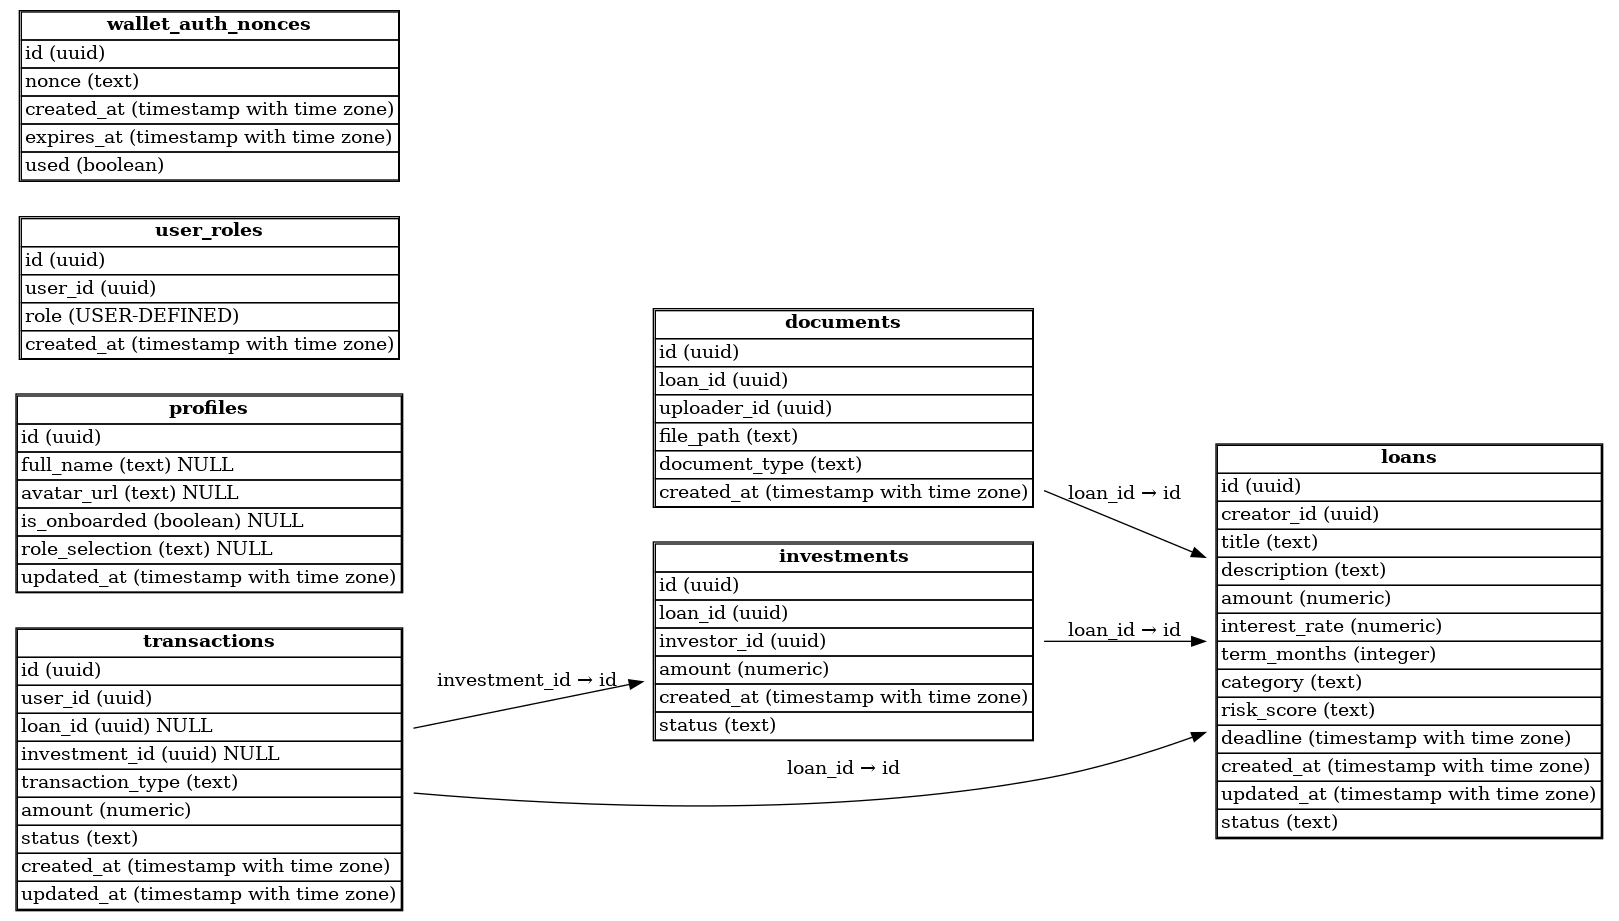 wallet_auth_nonces
id (uuid)
nonce (text)
created_at (timestamp with time zone)
expires_at (timestamp with time zone)
used (boolean)
user_roles
id (uuid)
user_id (uuid)
role (USER-DEFINED)
created_at (timestamp with time zone)
profiles
id (uuid)
full_name (text) NULL
avatar_url (text) NULL
is_onboarded (boolean) NULL
role_selection (text) NULL
updated_at (timestamp with time zone)
transactions
id (uuid)
user_id (uuid)
loan_id (uuid) NULL
investment_id (uuid) NULL
transaction_type (text)
amount (numeric)
status (text)
created_at (timestamp with time zone)
updated_at (timestamp with time zone)
investment_id → id
loan_id → id
documents
id (uuid)
loan_id (uuid)
uploader_id (uuid)
file_path (text)
document_type (text)
created_at (timestamp with time zone)
loan_id → id
investments
id (uuid)
loan_id (uuid)
investor_id (uuid)
amount (numeric)
created_at (timestamp with time zone)
status (text)
loan_id → id
loans
id (uuid)
creator_id (uuid)
title (text)
description (text)
amount (numeric)
interest_rate (numeric)
term_months (integer)
category (text)
risk_score (text)
deadline (timestamp with time zone)
created_at (timestamp with time zone)
updated_at (timestamp with time zone)
status (text)